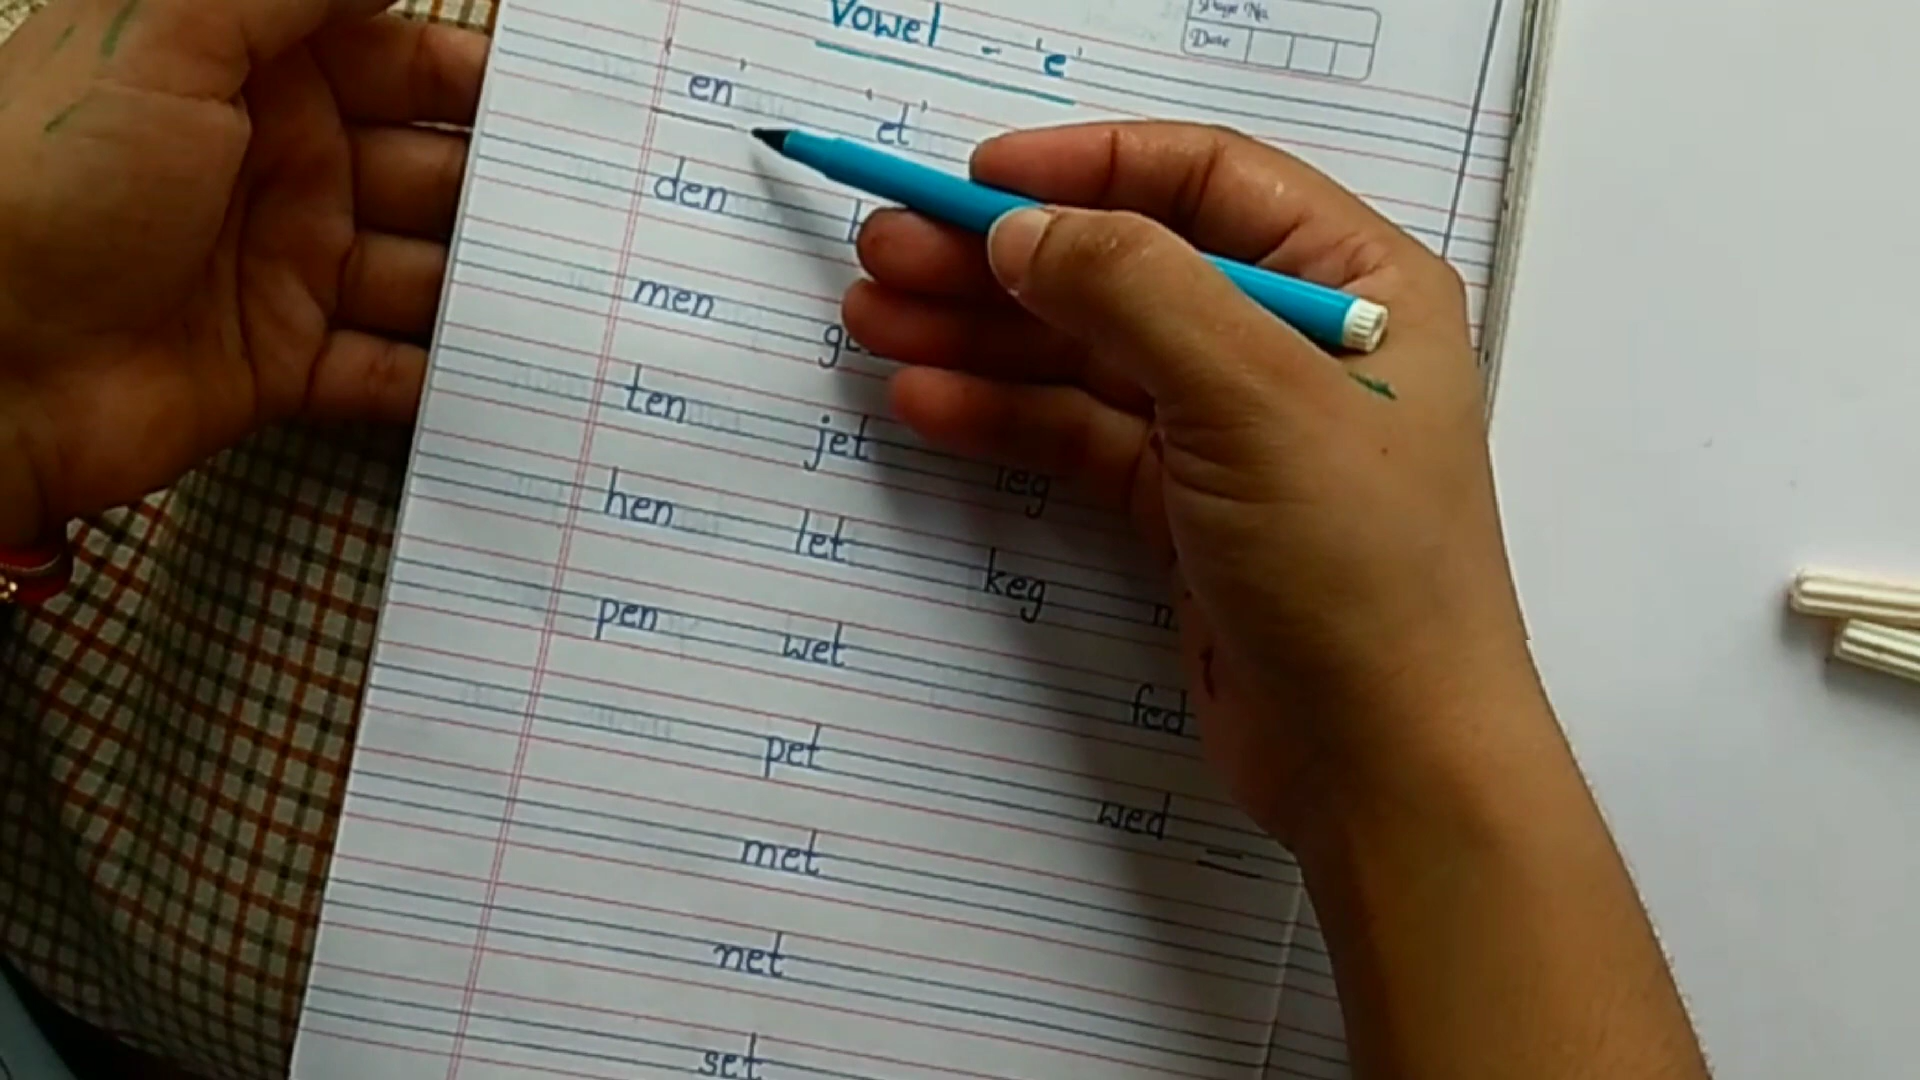 Page No.
Date
Vowel - 'e'
'en' 'et'
den
men
ten jet leg
hen let keg
pen wet fed
pet wed
met
net
set